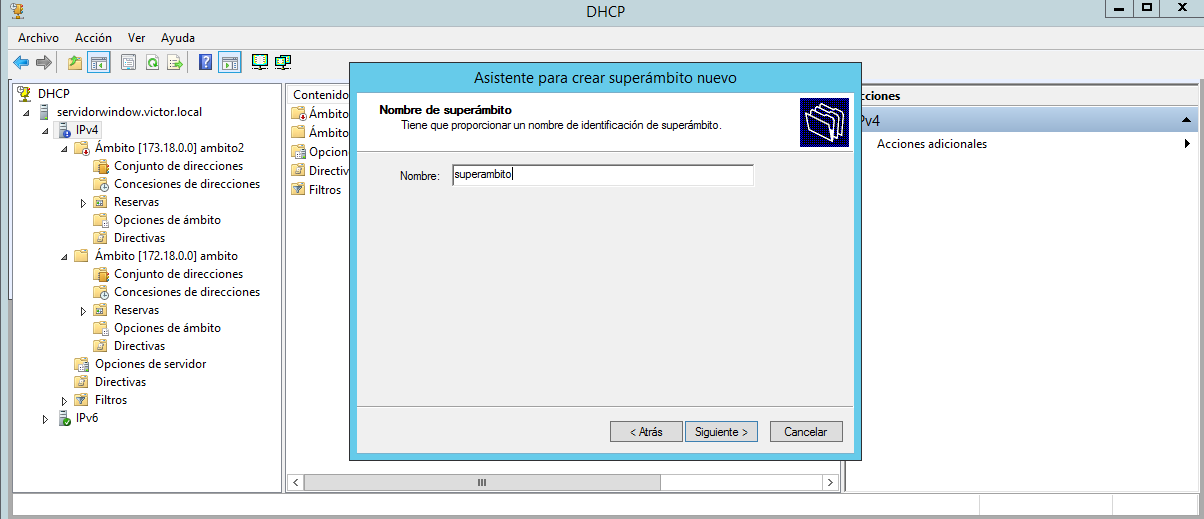 DHCP
Archivo Acción Ver Ayuda
DHCP
servidorwindow.victor.local
IPv4
Ámbito [173.18.0.0] ambito2
Conjunto de direcciones
Concesiones de direcciones
Reservas
Opciones de ámbito
Directivas
Ámbito [172.18.0.0] ambito
Conjunto de direcciones
Concesiones de direcciones
Reservas
Opciones de ámbito
Directivas
Opciones de servidor
Directivas
Filtros
IPv6
Contenido
Ámbito
Ámbito
Opcion
Directiv
Filtros
Asistente para crear superámbito nuevo
Nombre de superámbito
Tiene que proporcionar un nombre de identificación de superámbito.
Nombre: superambito
< Atrás Siguiente > Cancelar
cciones
Pv4
Acciones adicionales